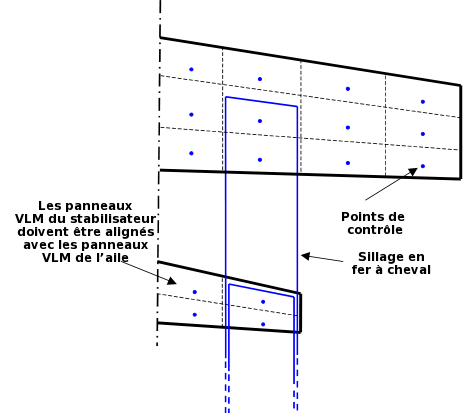 Les panneaux
VLM du stabilisateur
doivent être alignés
avec les panneaux
VLM de l’aile
Points de
contrôle
Sillage en
fer à cheval